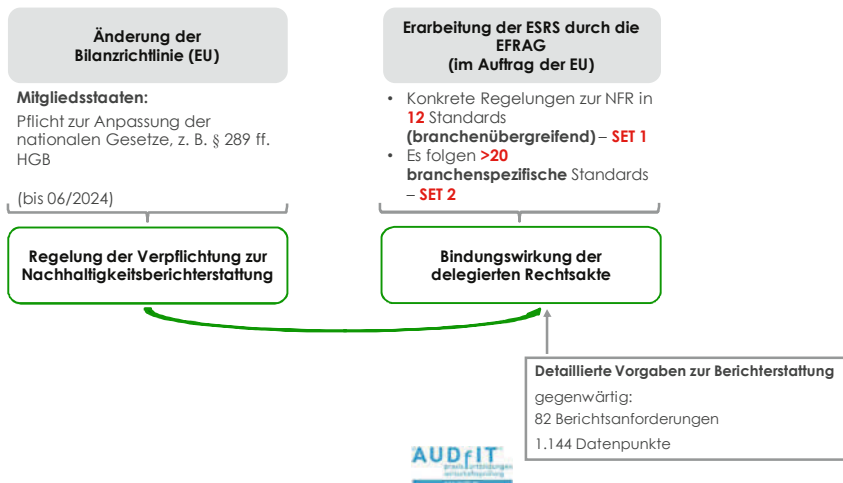 Änderung der
Bilanzrichtlinie (EU)
Mitgliedsstaaten:
Pflicht zur Anpassung der
nationalen Gesetze, z. B. § 289 ff.
HGB
(bis 06/2024)
Regelung der Verpflichtung zur
Nachhaltigkeitsberichterstattung
Erarbeitung der ESRS durch die
EFRAG
(im Auftrag der EU)
• Konkrete Regelungen zur NFR in
12 Standards
(branchenübergreifend) – SET 1
• Es folgen >20
branchenspezifische Standards
– SET 2
Bindungswirkung der
delegierten Rechtsakte
Detaillierte Vorgaben zur Berichterstattung
gegenwärtig:
82 Berichtsanforderungen
1.144 Datenpunkte
AUDfIT